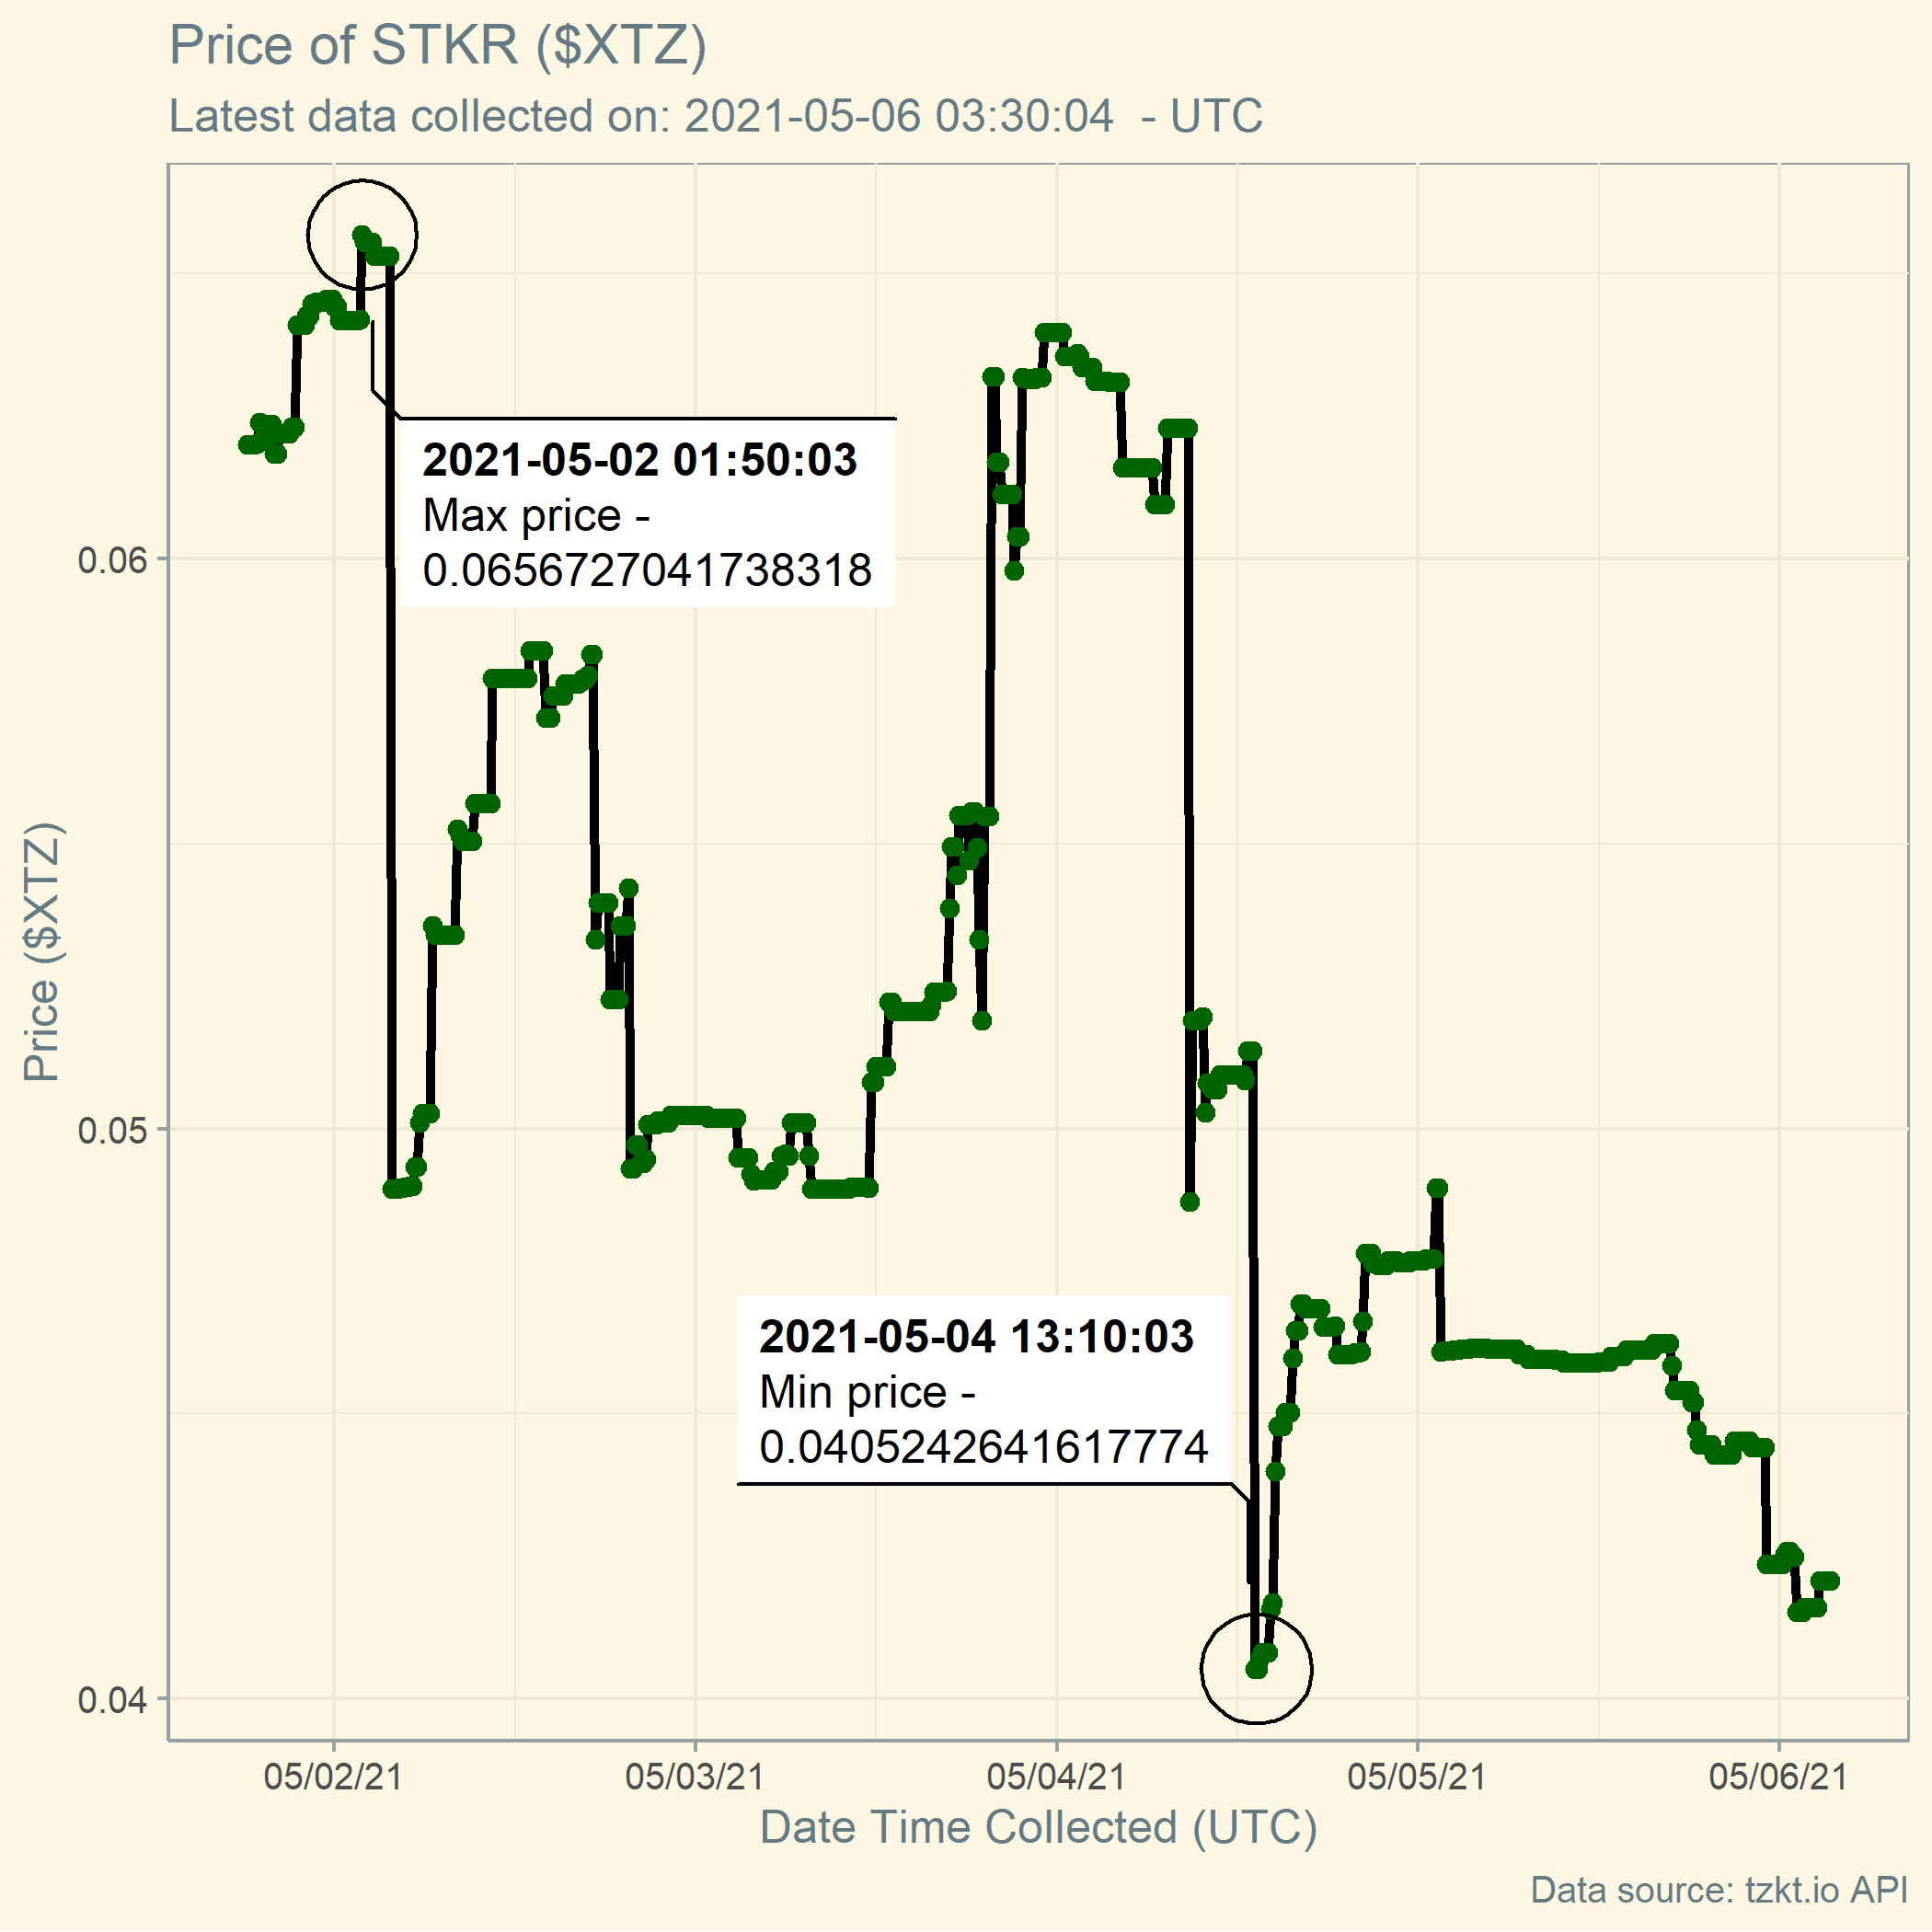 Price of STKR ($XTZ)
Latest data collected on: 2021-05-06 03:30:04  - UTC
2021-05-02 01:50:03
Max price -
0.0656727041738318
0.06
Price ($XTZ)
0.05
2021-05-04 13:10:03
Min price -
0.0405242641617774
0.04
05/02/21
05/03/21
05/04/21
05/05/21
05/06/21
Date Time Collected (UTC)
Data source: tzkt.io API